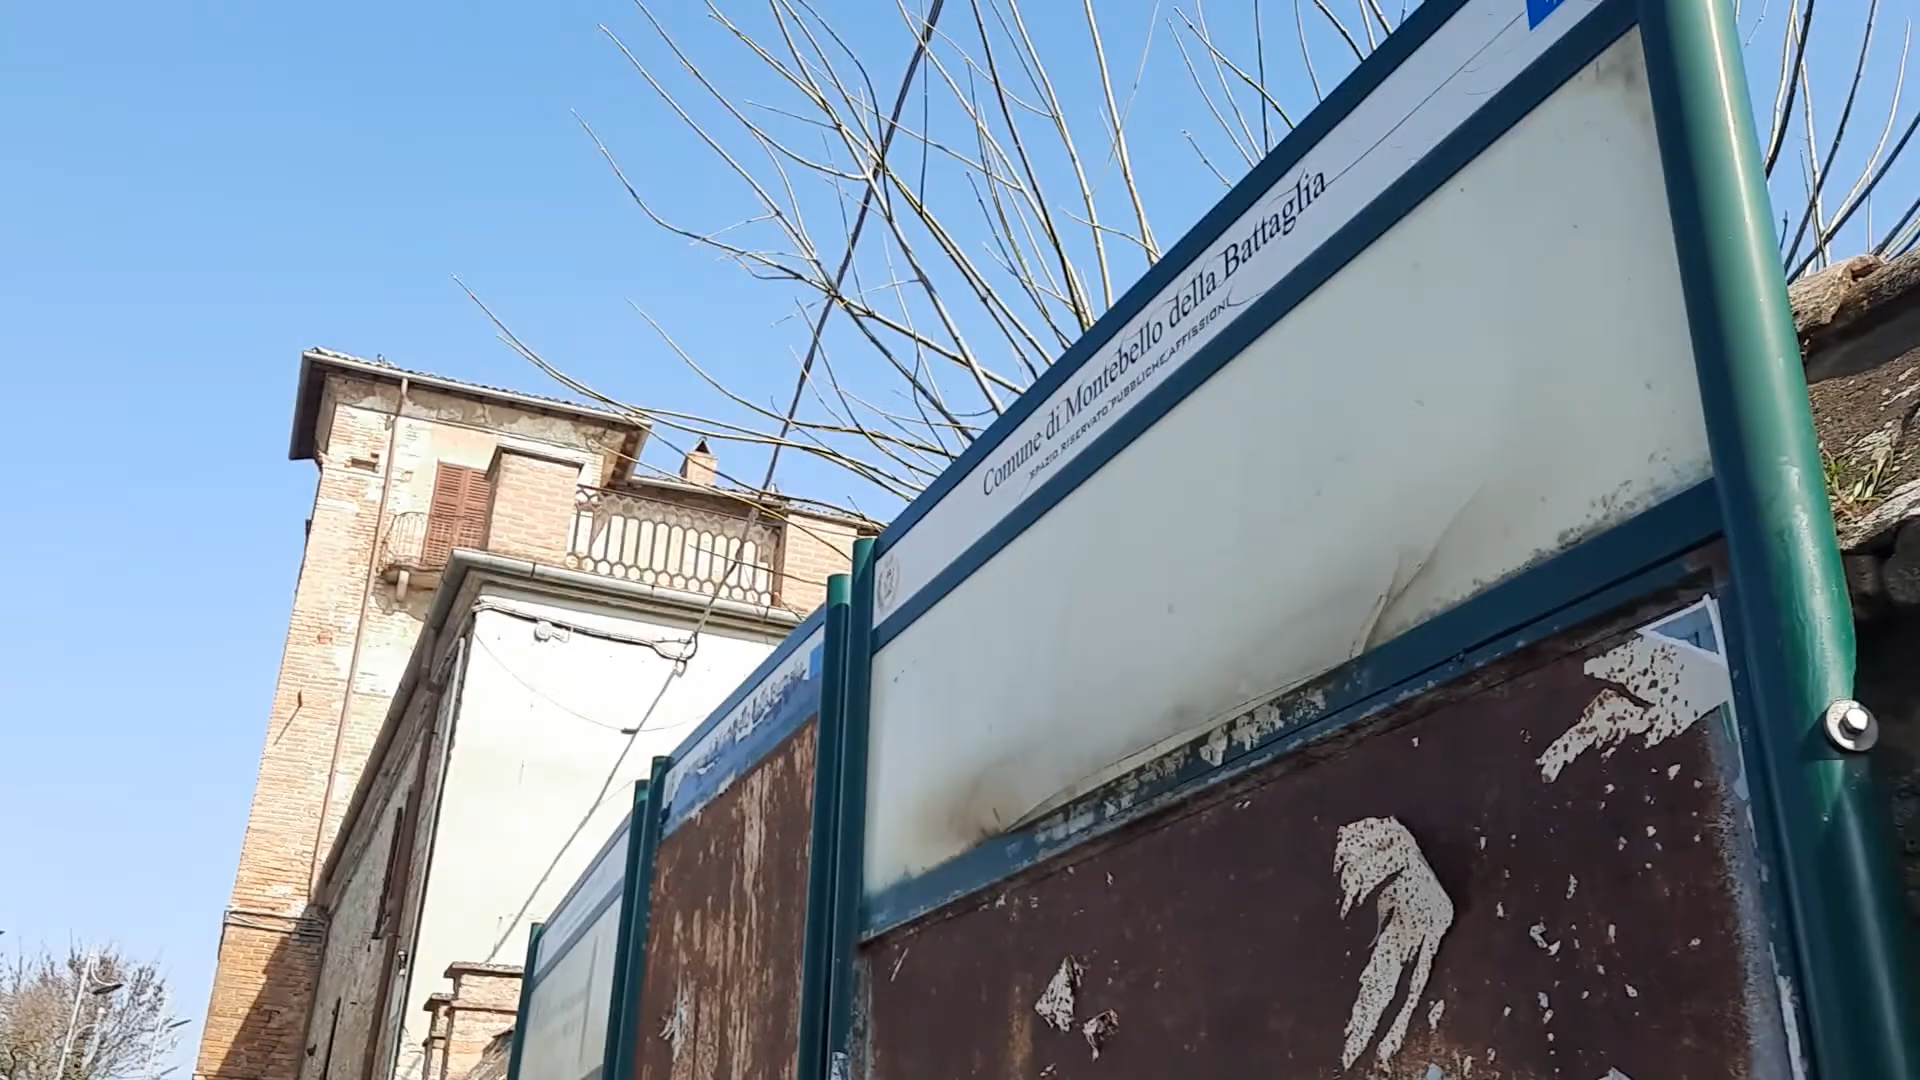 Comune di Montebello della Battaglia
SPAZIO RISERVATO PUBBLICHE AFFISSIONI